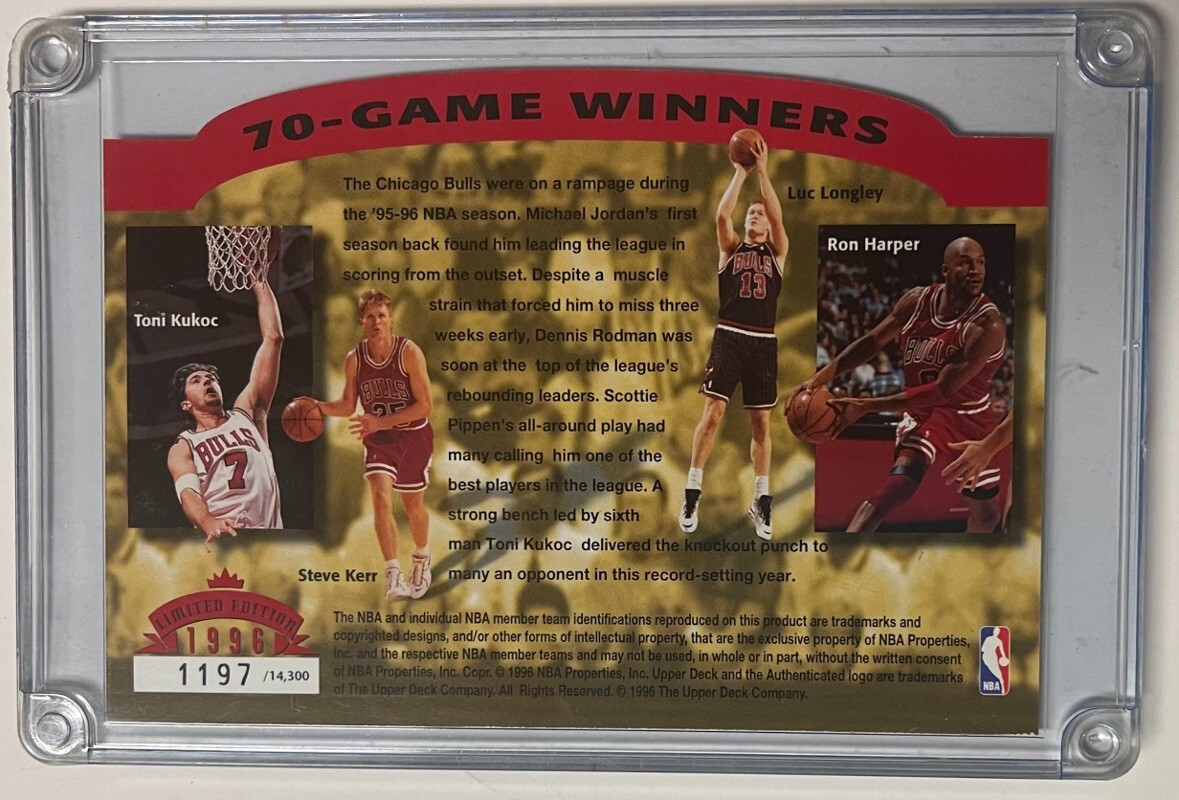 70-GAME WINNERS
The Chicago Bulls were on a rampage during
the '95-96 NBA season. Michael Jordan's first
season back found him leading the league in
scoring from the outset. Despite a muscle
strain that forced him to miss three
weeks early, Dennis Rodman was
soon at the top of the league's
rebounding leaders. Scottie
Pippen's all-around play had
many calling him one of the
best players in the league. A
strong bench led by sixth
man Toni Kukoc delivered the knockout punch to
many an opponent in this record-setting year.
Toni Kukoc
BULLS
7
Steve Kerr
BULLS
25
Luc Longley
BULLS
13
Ron Harper
BULLS
LIMITED EDITION
1996
1197 /14,300
The NBA and individual NBA member team identifications reproduced on this product are trademarks and
copyrighted designs, and/or other forms of intellectual property, that are the exclusive property of NBA Properties,
Inc. and the respective NBA member teams and may not be used, in whole or in part, without the written consent
of NBA Properties, Inc. Copr. © 1996 NBA Properties, Inc. Upper Deck and the Authenticated logo are trademarks
of The Upper Deck Company. All Rights Reserved. © 1996 The Upper Deck Company.
NBA